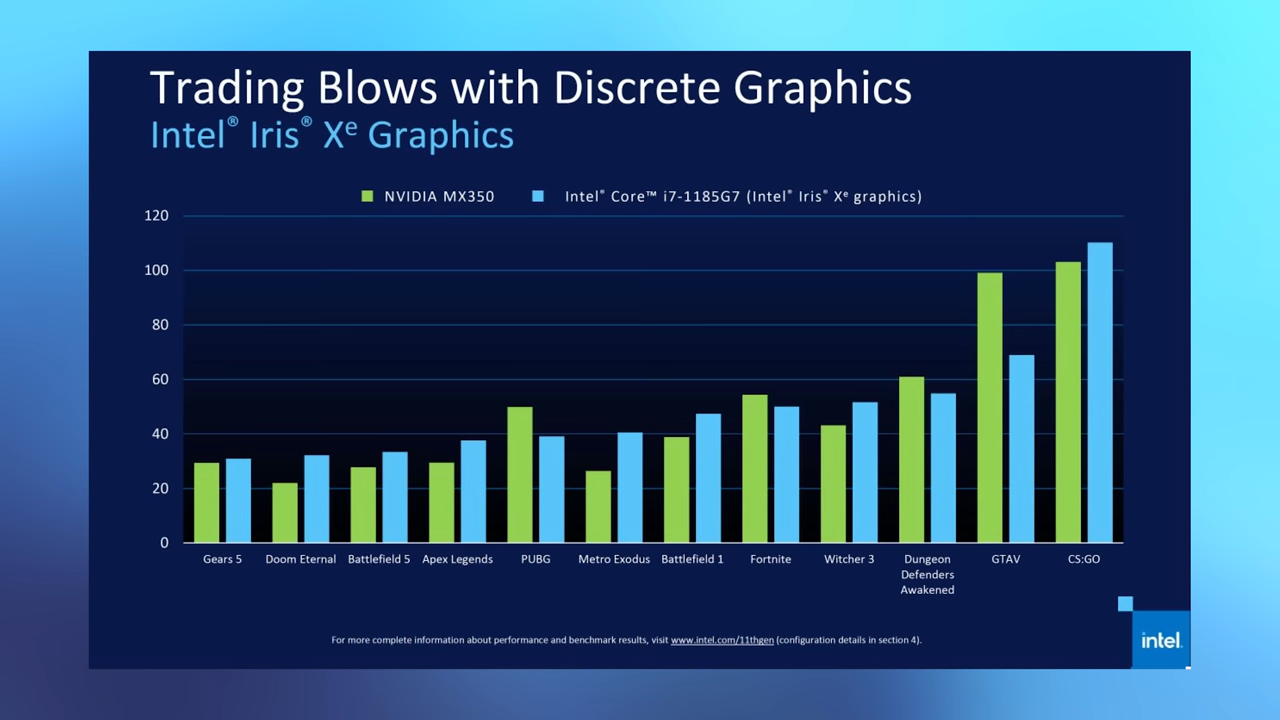 Trading Blows with Discrete Graphics
Intel® Iris® Xᵉ Graphics
NVIDIA MX350 Intel® Core™ i7-1185G7 (Intel® Iris® Xᵉ graphics)
120
100
80
60
40
20
0
Gears 5 Doom Eternal Battlefield 5 Apex Legends PUBG Metro Exodus Battlefield 1 Fortnite Witcher 3 Dungeon GTAV CS:GO
Defenders
Awakened
For more complete information about performance and benchmark results, visit www.intel.com/11thgen (configuration details in section 4).
intel.